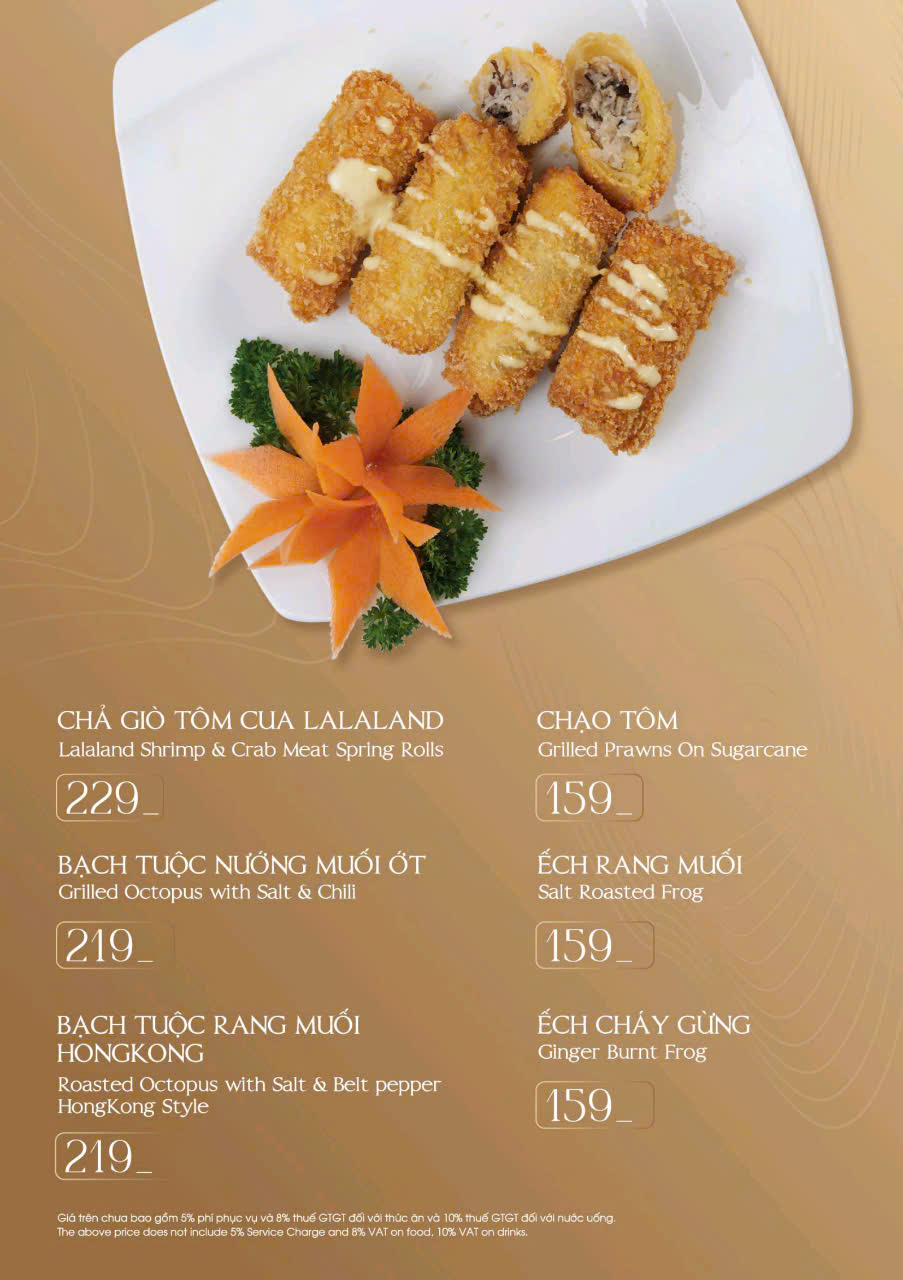 CHẢ GIÒ TÔM CUA LALALAND
Lalaland Shrimp & Crab Meat Spring Rolls
229_
BẠCH TUỘC NƯỚNG MUỐI ỚT
Grilled Octopus with Salt & Chili
219_
BẠCH TUỘC RANG MUỐI
HONGKONG
Roasted Octopus with Salt & Belt pepper
HongKong Style
219_
CHẠO TÔM
Grilled Prawns On Sugarcane
159_
ẾCH RANG MUỐI
Salt Roasted Frog
159_
ẾCH CHÁY GỪNG
Ginger Burnt Frog
159_
Giá trên chưa bao gồm 5% phí phục vụ và 8% thuế GTGT đối với thức ăn và 10% thuế GTGT đối với nước uống.
The above price does not include 5% Service Charge and 8% VAT on food, 10% VAT on drinks.